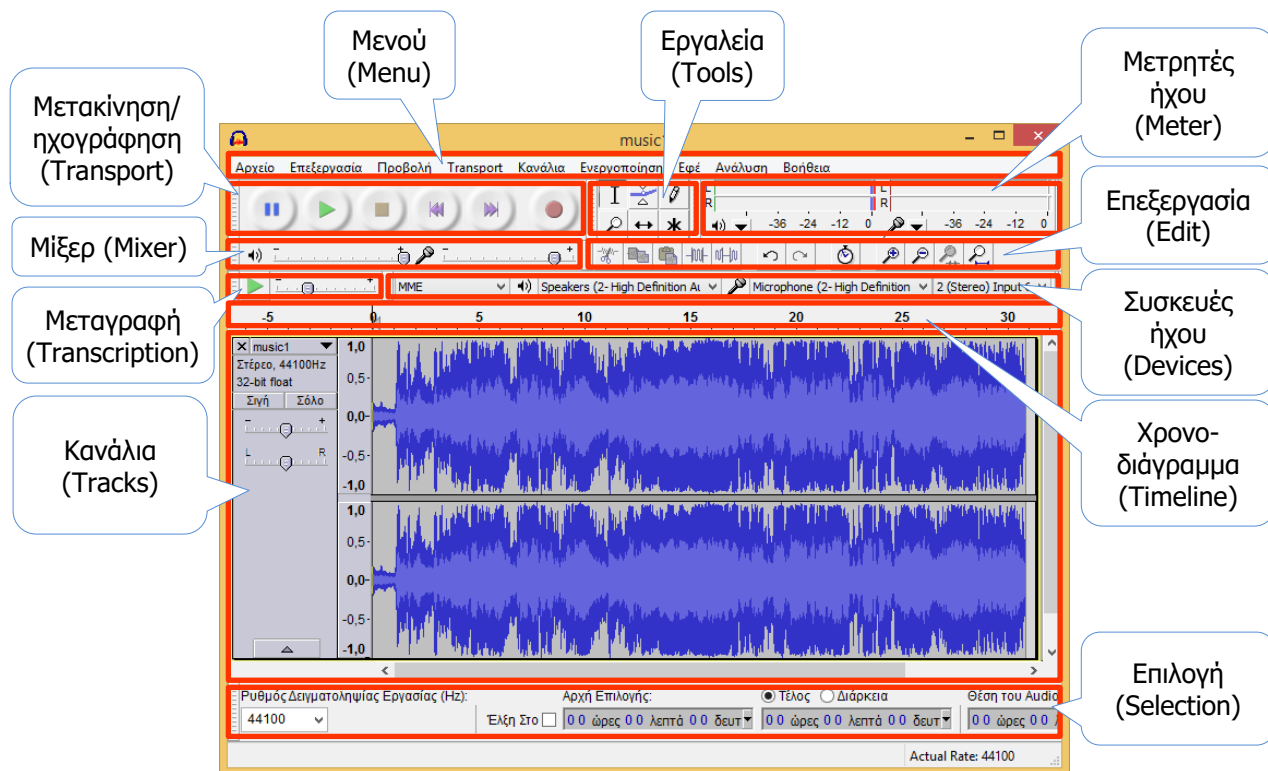 Μενού
(Menu)
Εργαλεία
(Tools)
Μετρητές
ήχου
(Meter)
Μετακίνηση/
ηχογράφηση
(Transport)
music
Αρχείο Επεξεργασία Προβολή Transport Κανάλια Ενεργοποίηση Εφέ Ανάλυση Βοήθεια
L L
R R
-36 -24 -12 0 -36 -24 -12 0
Επεξεργασία
(Edit)
Μίξερ (Mixer)
- + - +
- +
MME Speakers (2- High Definition Au Microphone (2- High Definition 2 (Stereo) Input
Μεταγραφή
(Transcription)
Συσκευές
ήχου
(Devices)
-5 0 5 10 15 20 25 30
music1
Στέρεο, 44100Hz
32-bit float
Σιγή Σόλο
- +
L R
1,0
0,5-
0,0-
-0,5-
-1,0
1,0
0,5-
0,0-
-0,5-
-1,0
Χρονο-
διάγραμμα
(Timeline)
Κανάλια
(Tracks)
Επιλογή
(Selection)
Ρυθμός Δειγματοληψίας Εργασίας (Hz): Αρχή Επιλογής: Τέλος Διάρκεια Θέση του Audio
44100 Έλξη Στο 0 0 ώρες 0 0 λεπτά 0 0 δευτ 0 0 ώρες 0 0 λεπτά 0 0 δευτ 0 0 ώρες 0 0
Actual Rate: 44100